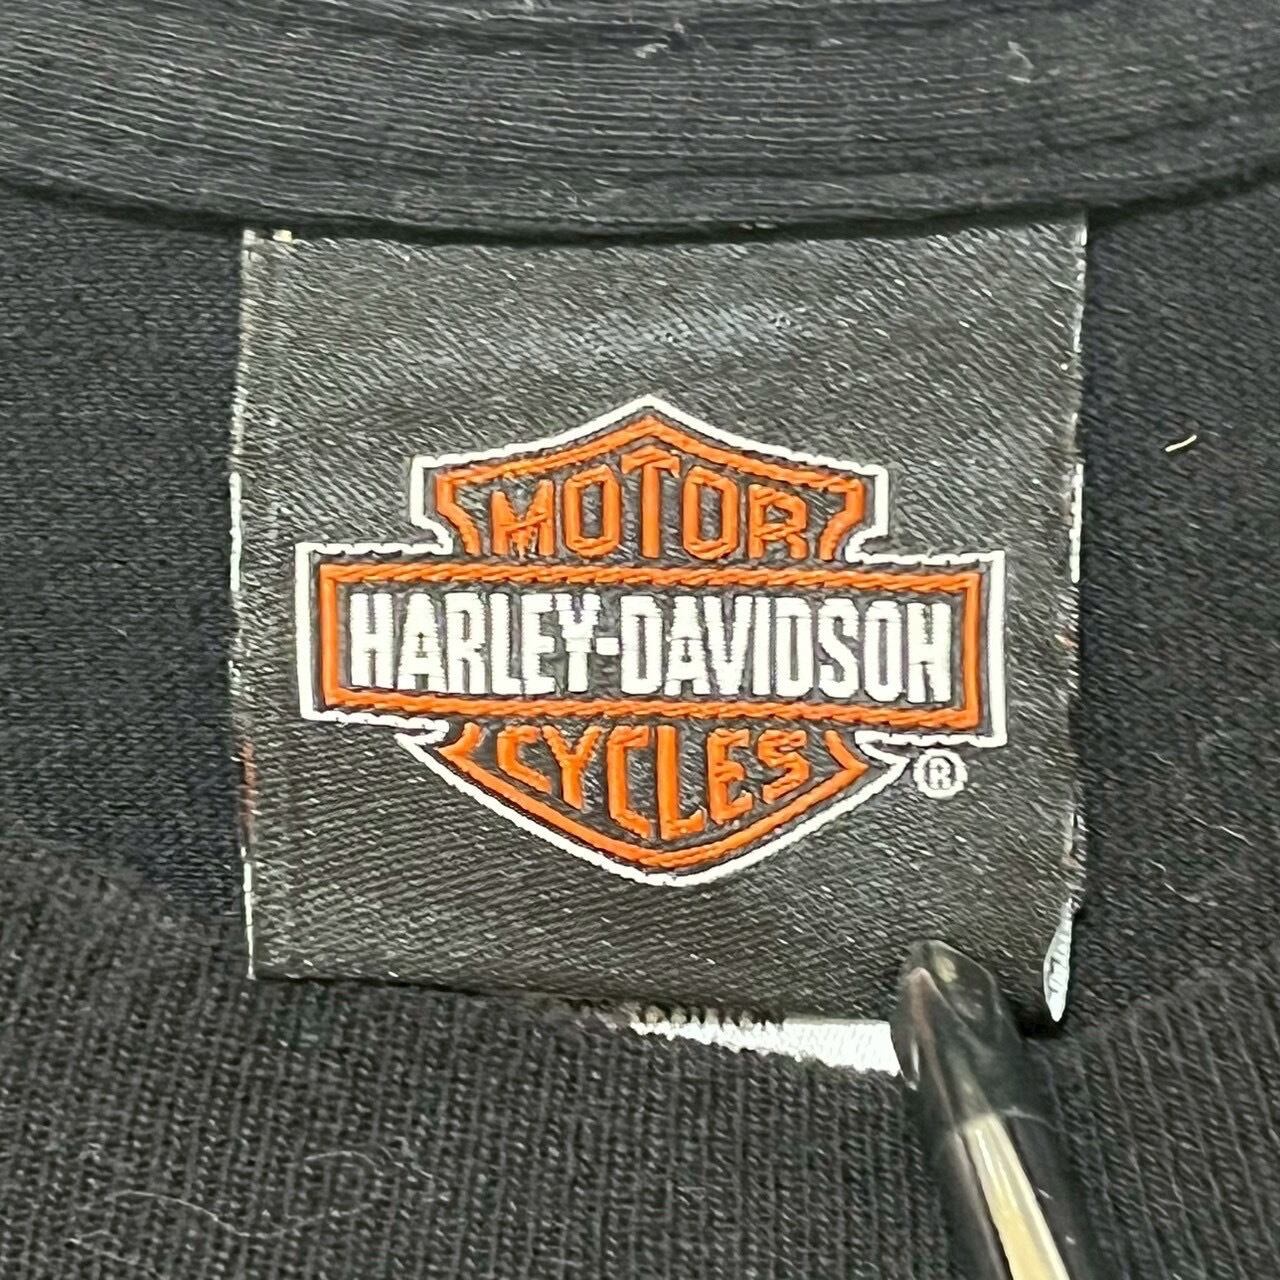 MOTOR
HARLEY-DAVIDSON
CYCLES
®